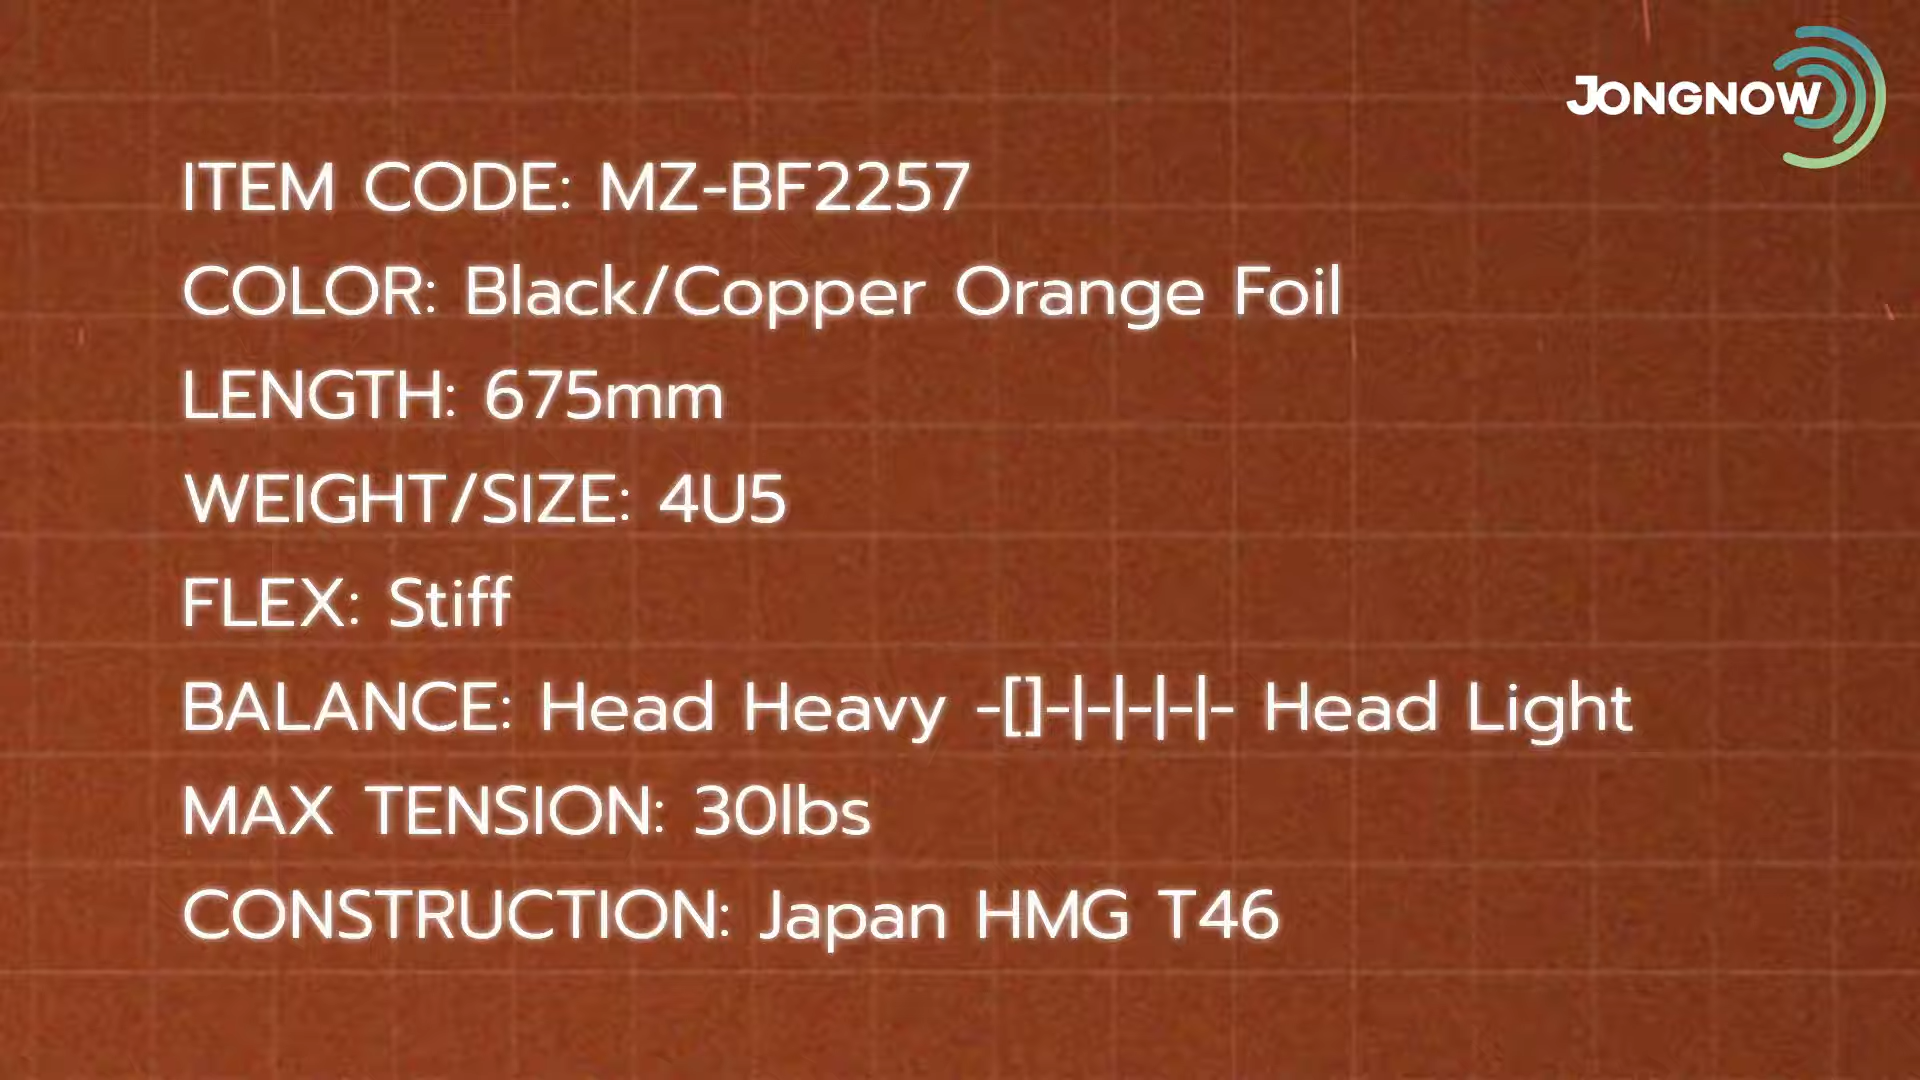 JONGNOW
ITEM CODE: MZ-BF2257
COLOR: Black/Copper Orange Foil
LENGTH: 675mm
WEIGHT/SIZE: 4U5
FLEX: Stiff
BALANCE: Head Heavy -[]-|-|-|-|- Head Light
MAX TENSION: 30lbs
CONSTRUCTION: Japan HMG T46